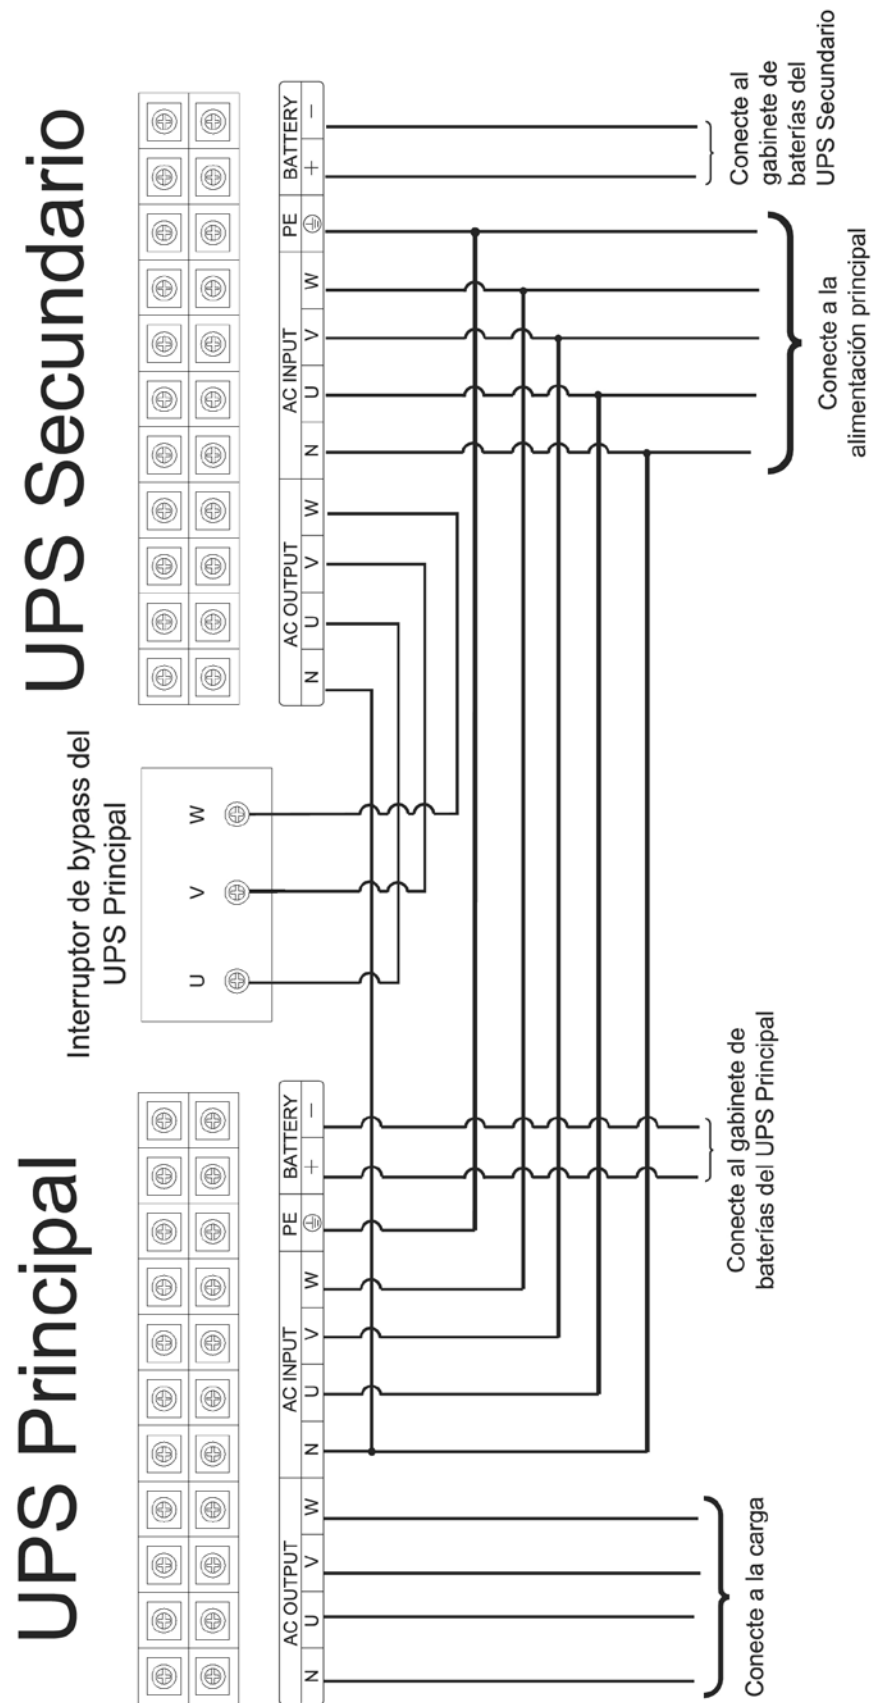 UPS Principal
Interruptor de bypass del
UPS Principal
UPS Secundario
U V W
AC OUTPUT AC INPUT PE BATTERY
N U V W N U V W + −
AC OUTPUT AC INPUT PE BATTERY
N U V W N U V W + −
Conecte a la carga
Conecte al gabinete de
baterías del UPS Principal
Conecte a la
alimentación principal
Conecte al
gabinete de
baterías del
UPS Secundario